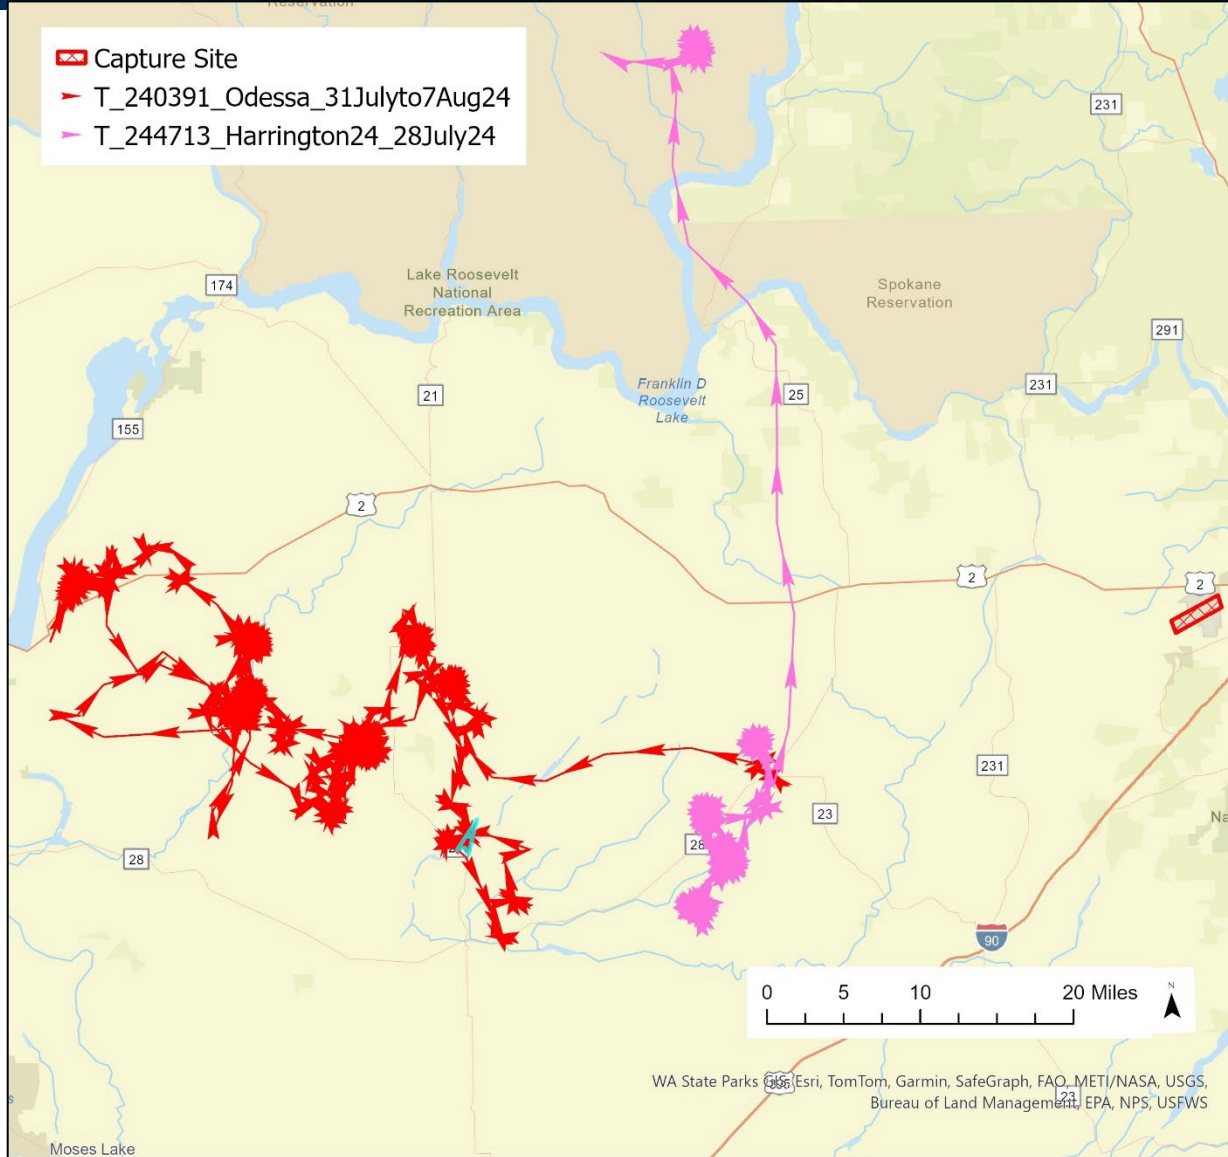 Reservation
Capture Site
T_240391_Odessa_31Julyto7Aug24
T_244713_Harrington24_28July24
231
174
Lake Roosevelt
National
Recreation Area
Spokane
Reservation
291
21
Franklin D
Roosevelt
Lake
25
231
155
2
2
2
231
23
28
28
90
0 5 10 20 Miles
N
WA State Parks GIS, Esri, TomTom, Garmin, SafeGraph, FAO, METI/NASA, USGS,
Bureau of Land Management, EPA, NPS, USFWS
23
Moses Lake